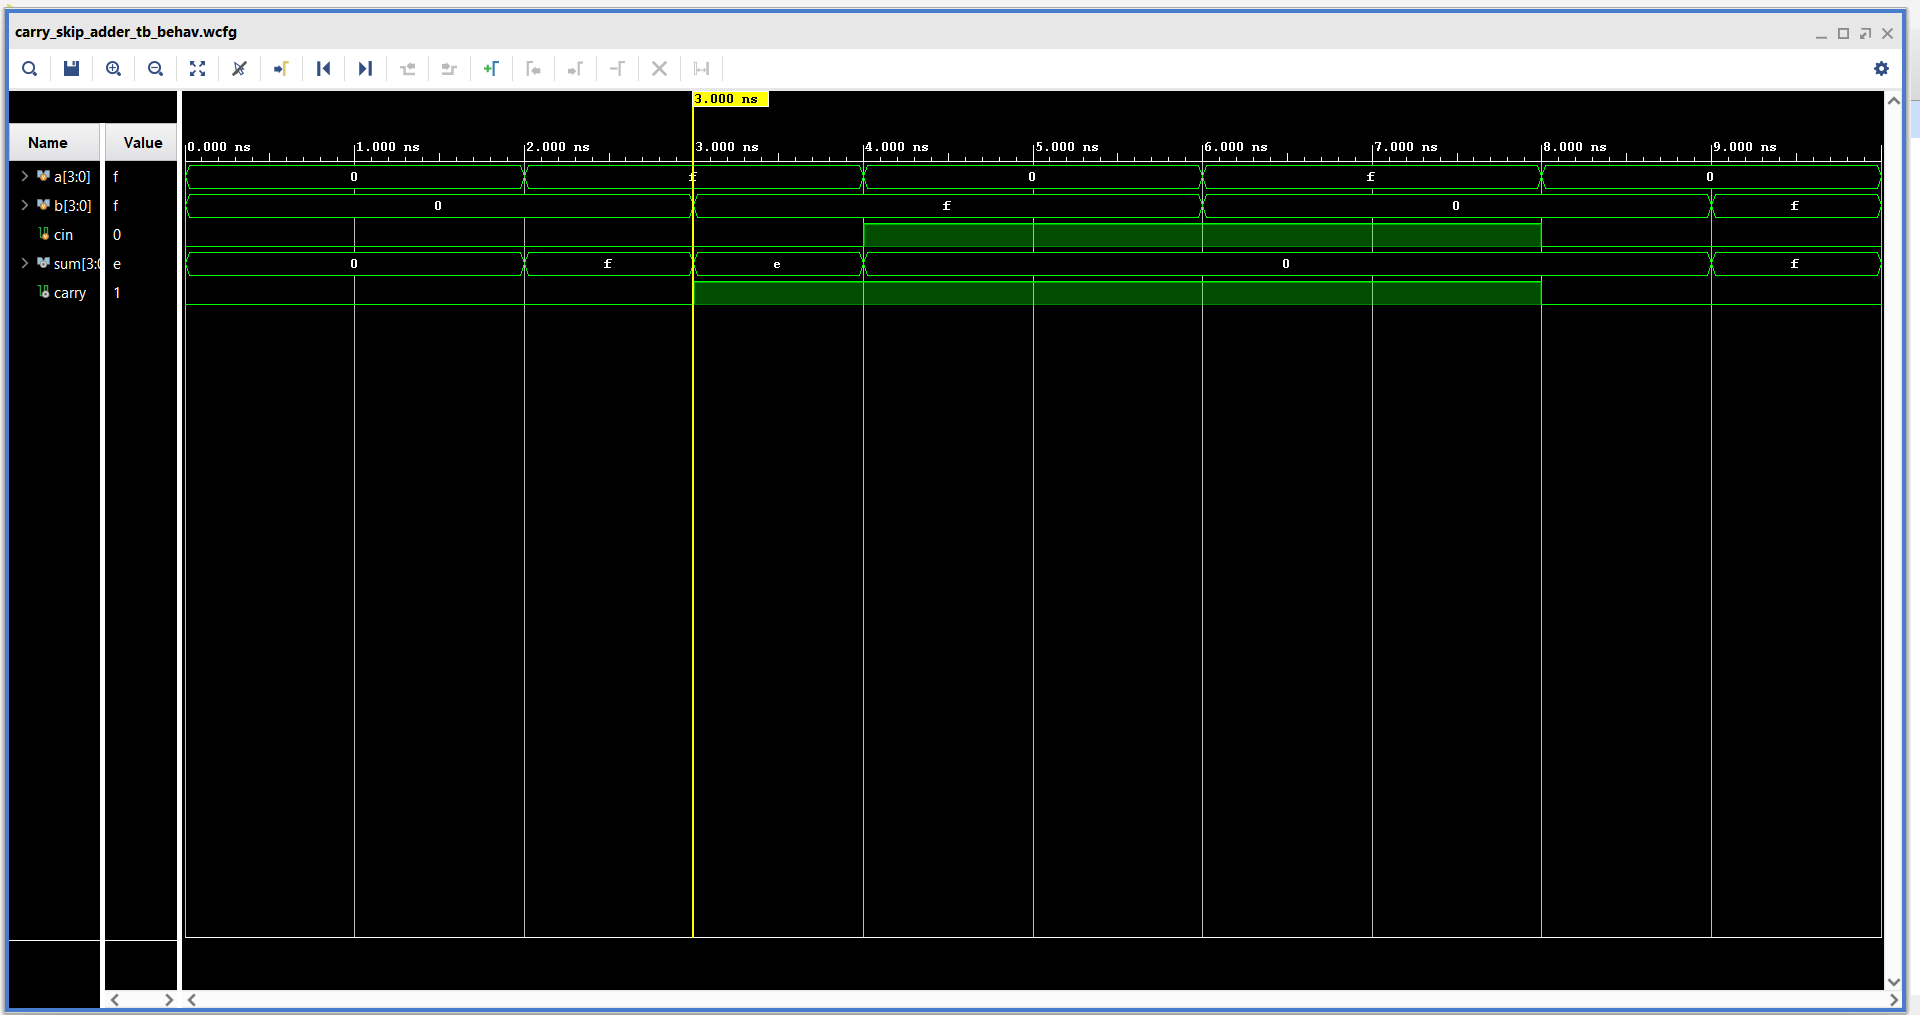 carry_skip_adder_tb_behav.wcfg
3.000 ns
Name Value
0.000 ns 1.000 ns 2.000 ns 3.000 ns 4.000 ns 5.000 ns 6.000 ns 7.000 ns 8.000 ns 9.000 ns
a[3:0] f 0 f 0 f 0
b[3:0] f 0 f 0 f
cin 0
sum[3:0 e 0 f e 0 f
carry 1